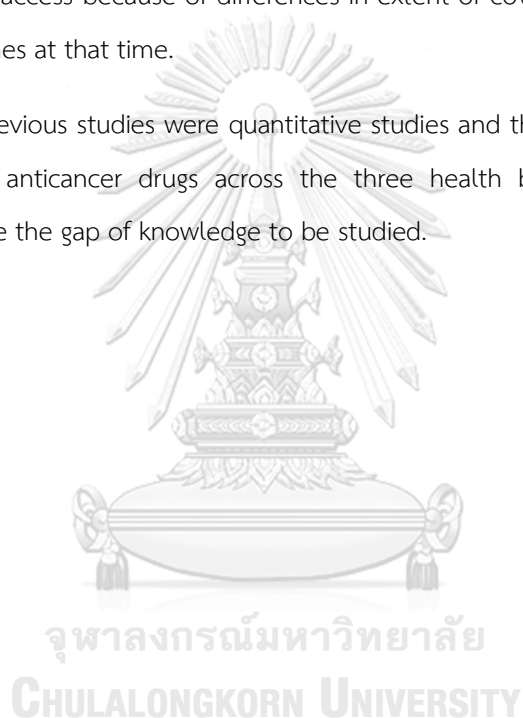 access because of differences in extent of cov
nes at that time.
evious studies were quantitative studies and th
anticancer drugs across the three health b
e the gap of knowledge to be studied.
จุฬาลงกรณ์มหาวิทยาลัย
CHULALONGKORN UNIVERSITY